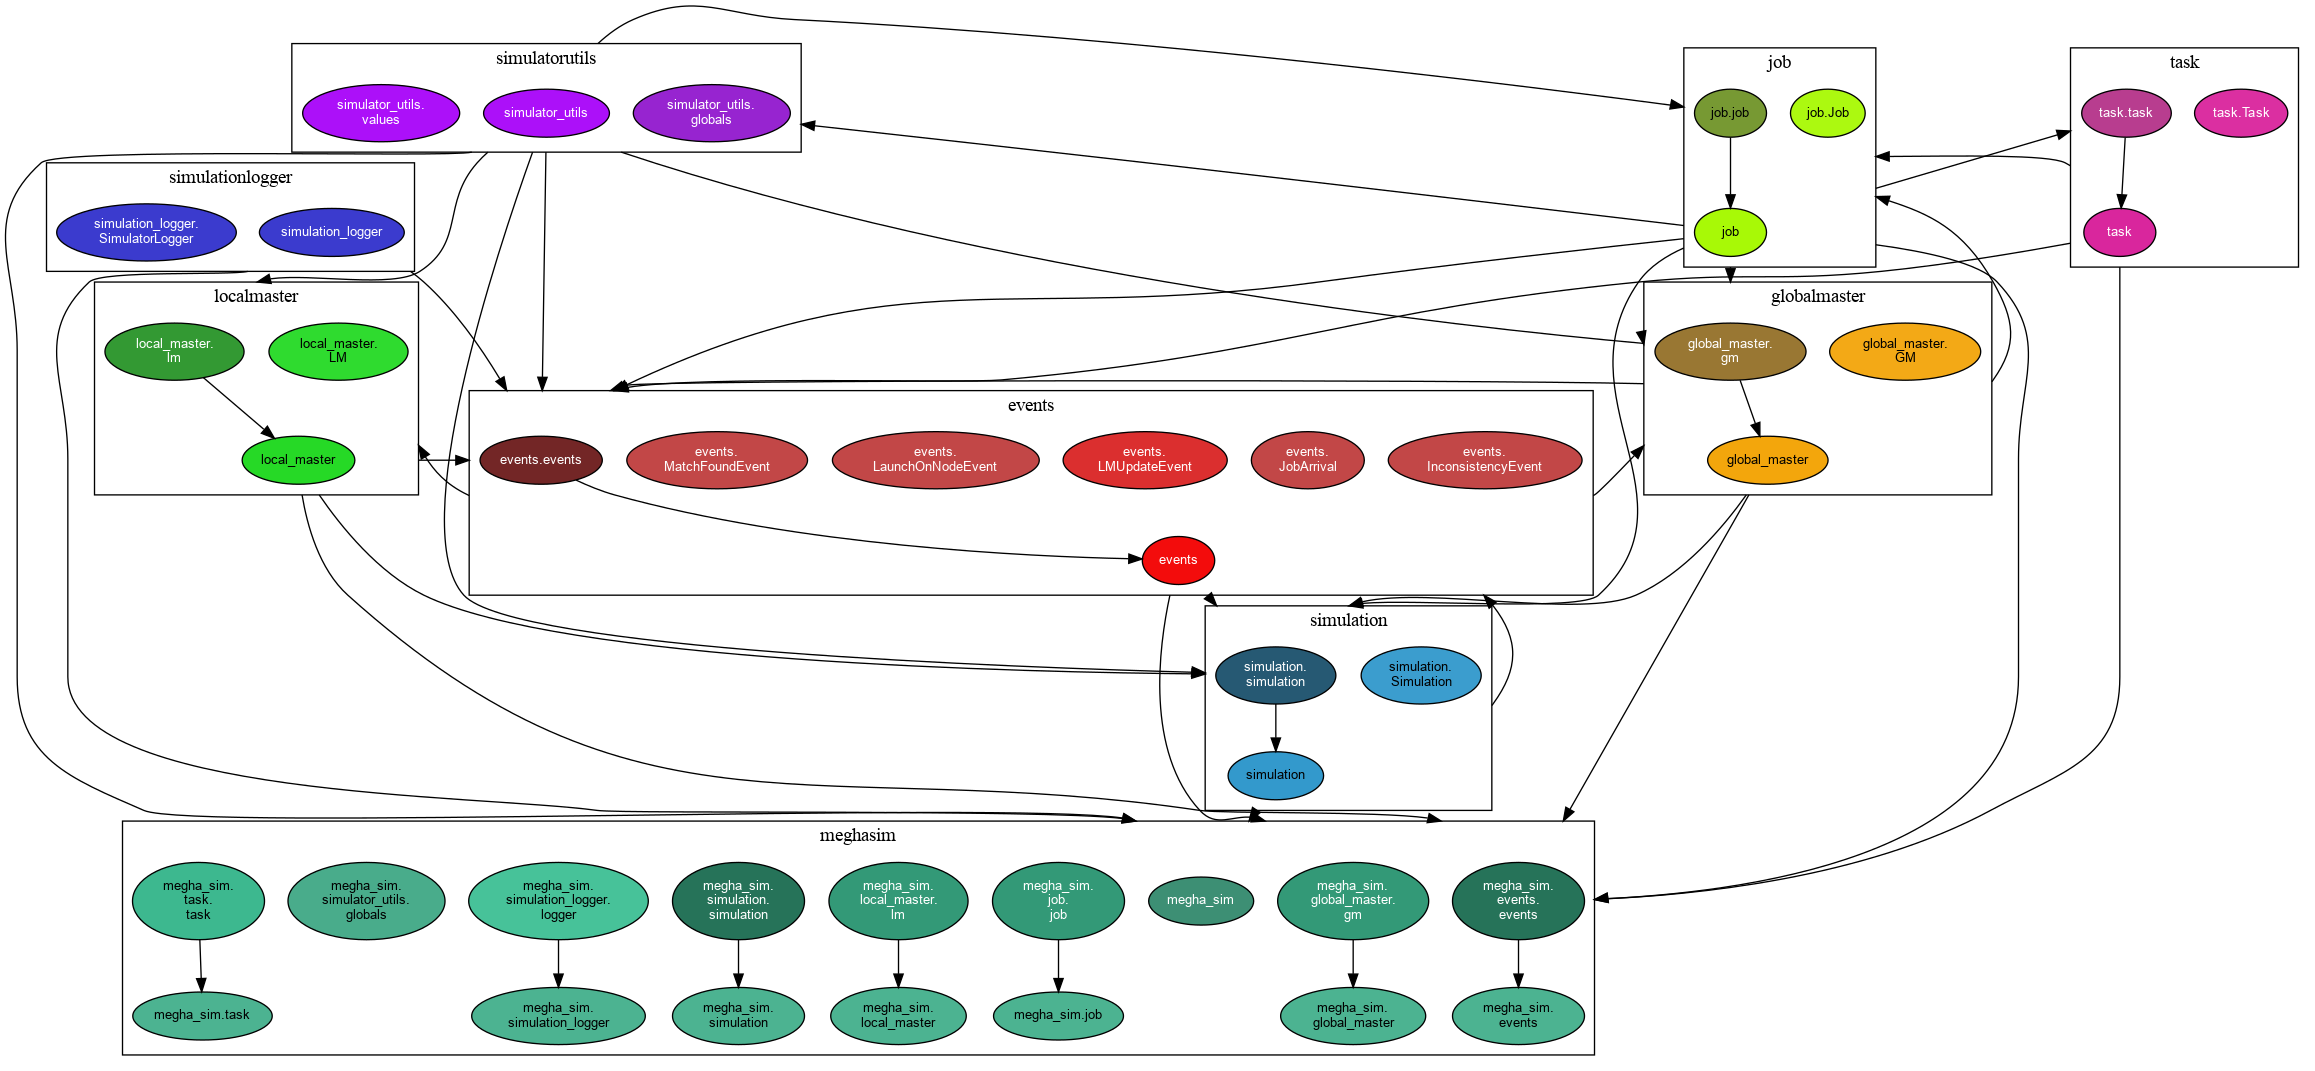 simulatorutils
simulator_utils.
values
simulator_utils
simulator_utils.
globals
job
job.job
job.Job
job
task
task.task
task.Task
task
simulationlogger
simulation_logger.
SimulatorLogger
simulation_logger
localmaster
local_master.
lm
local_master.
LM
local_master
globalmaster
global_master.
gm
global_master.
GM
global_master
events
events.events
events.
MatchFoundEvent
events.
LaunchOnNodeEvent
events.
LMUpdateEvent
events.
JobArrival
events.
InconsistencyEvent
events
simulation
simulation.
simulation
simulation.
Simulation
simulation
meghasim
megha_sim.
task.
task
megha_sim.
simulator_utils.
globals
megha_sim.
simulation_logger.
logger
megha_sim.
simulation.
simulation
megha_sim.
local_master.
lm
megha_sim.
job.
job
megha_sim
megha_sim.
global_master.
gm
megha_sim.
events.
events
megha_sim.task
megha_sim.
simulation_logger
megha_sim.
simulation
megha_sim.
local_master
megha_sim.job
megha_sim.
global_master
megha_sim.
events